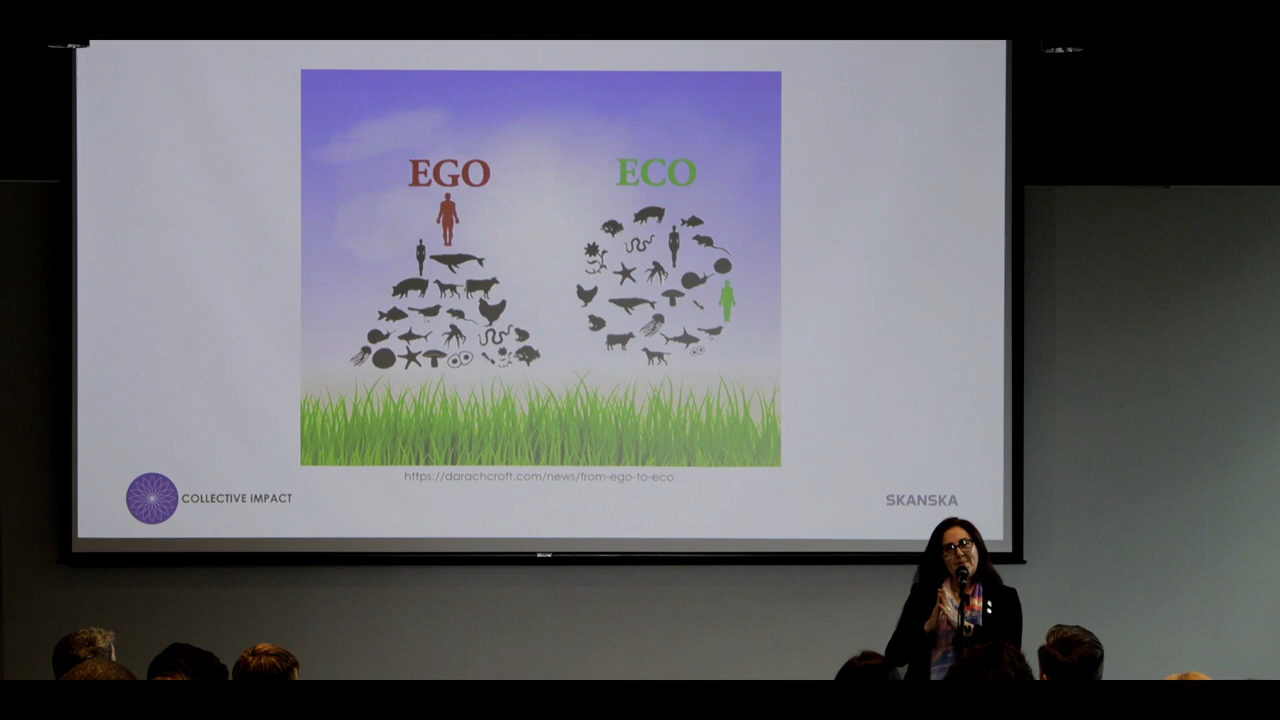 EGO
ECO
https://darachcroft.com/news/from-ego-to-eco
COLLECTIVE IMPACT
SKANSKA